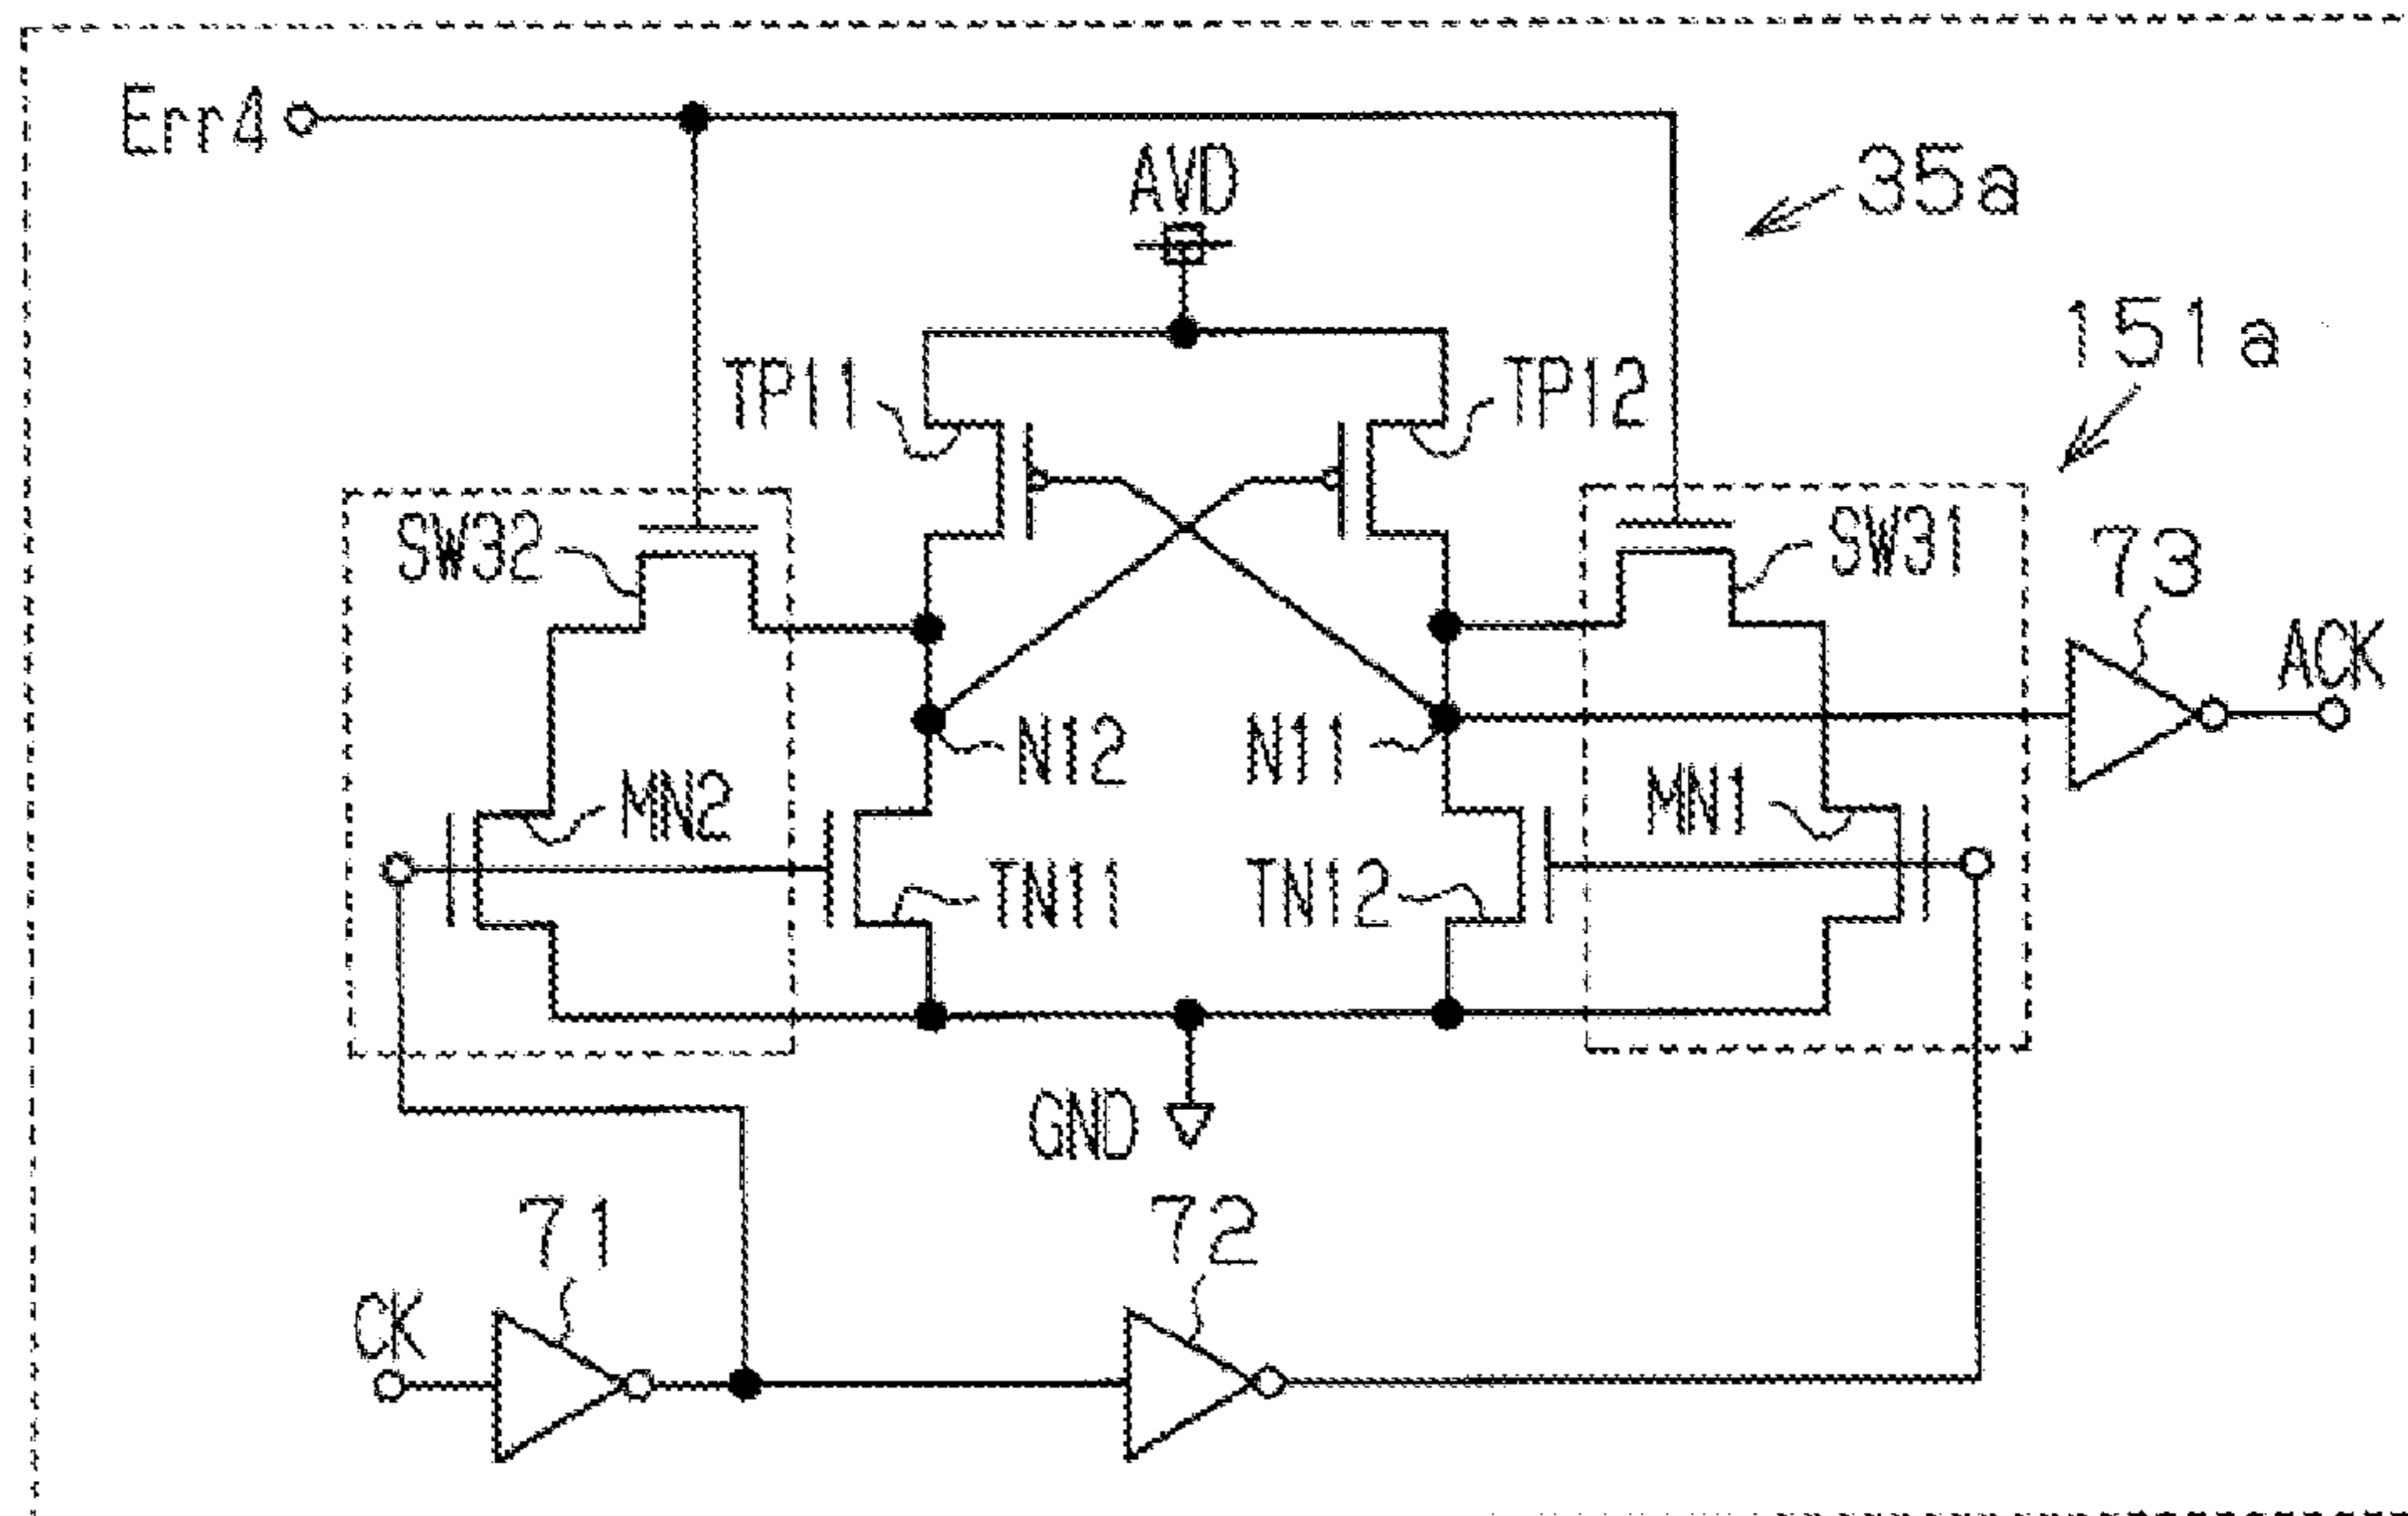 Err4
AVD
35a
151a
TP11
TP12
SW32
SW31
73
ACK
N12
N11
MN2
MN1
TN11
TN12
GND
71
72
CK